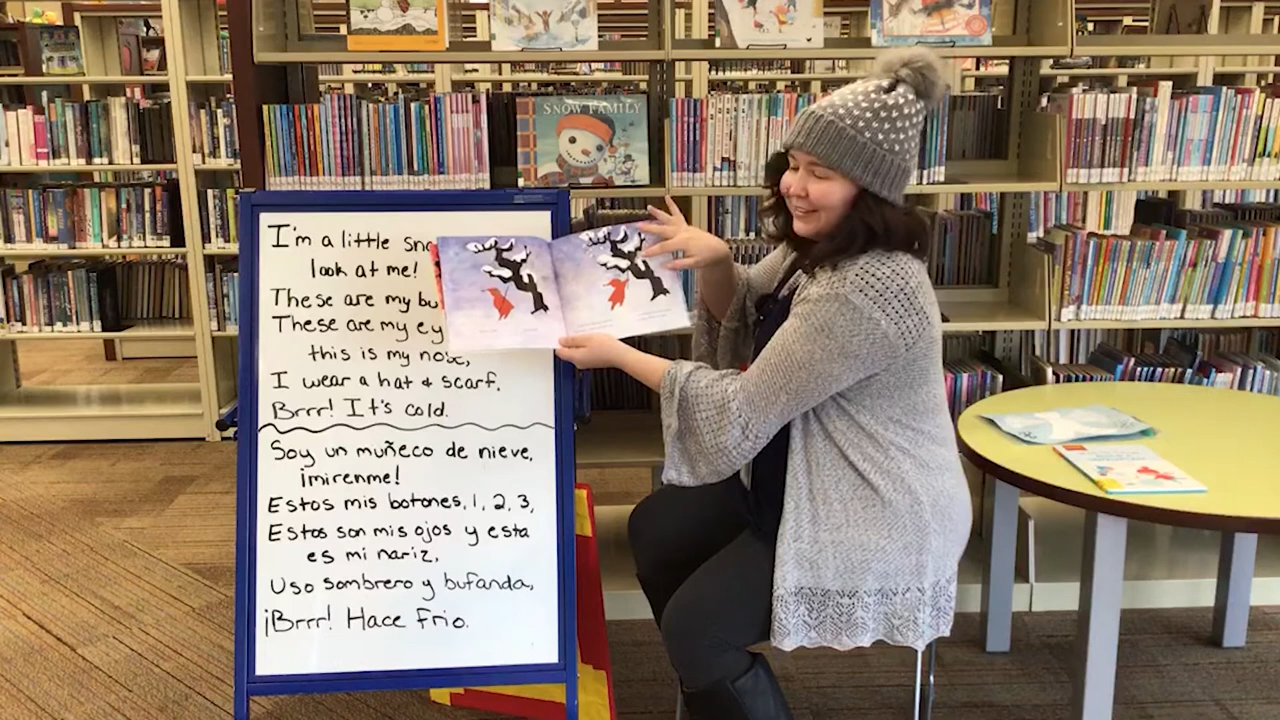 SNOW FAMILY
I'm a little
look at me!
These are my
These are my
this is my nose,
I wear a hat & scarf.
Brrr! It's cold.
Soy un muñeco de nieve,
¡mirenme!
Estos mis botones, 1, 2, 3,
Estos son mis ojos y esta
es mi nariz,
Uso sombrero y bufanda,
¡Brrr! Hace frio.